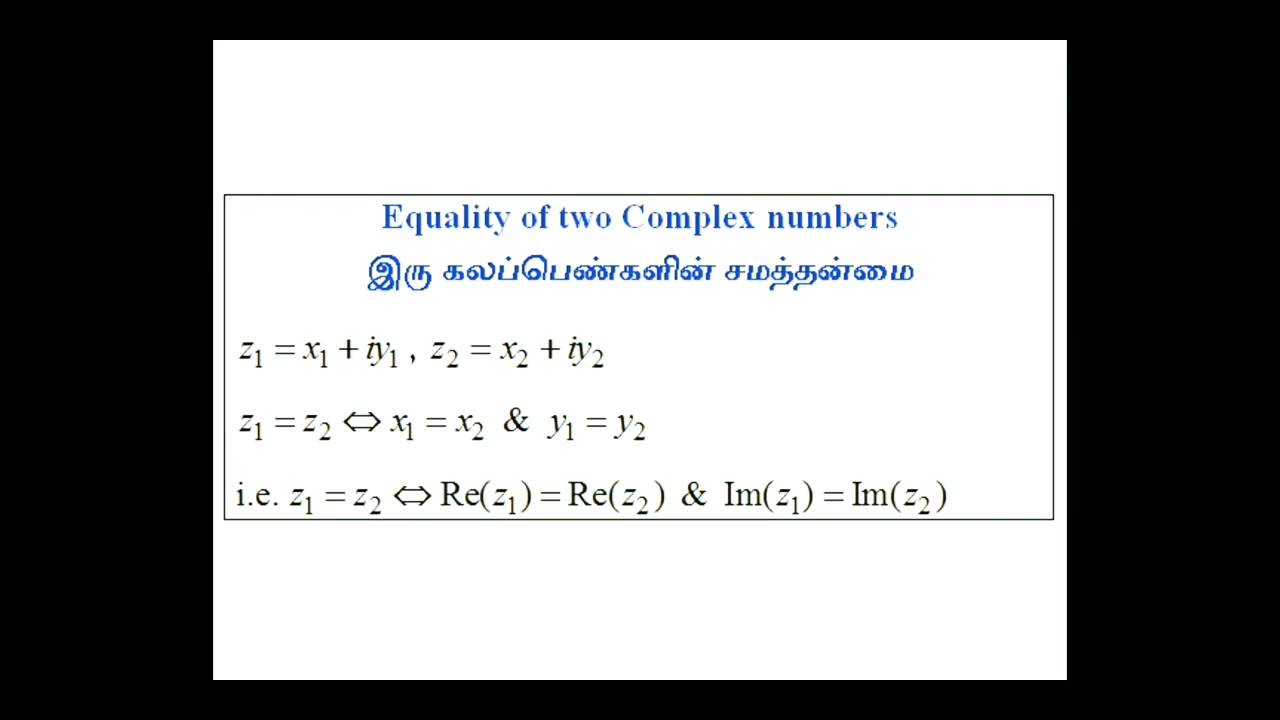 Equality of two Complex numbers
இரு கலப்பெண்களின் சமத்தன்மை
z₁ = x₁ + iy₁ , z₂ = x₂ + iy₂
z₁ = z₂ ⇔ x₁ = x₂ & y₁ = y₂
i.e. z₁ = z₂ ⇔ Re(z₁) = Re(z₂) & Im(z₁) = Im(z₂)